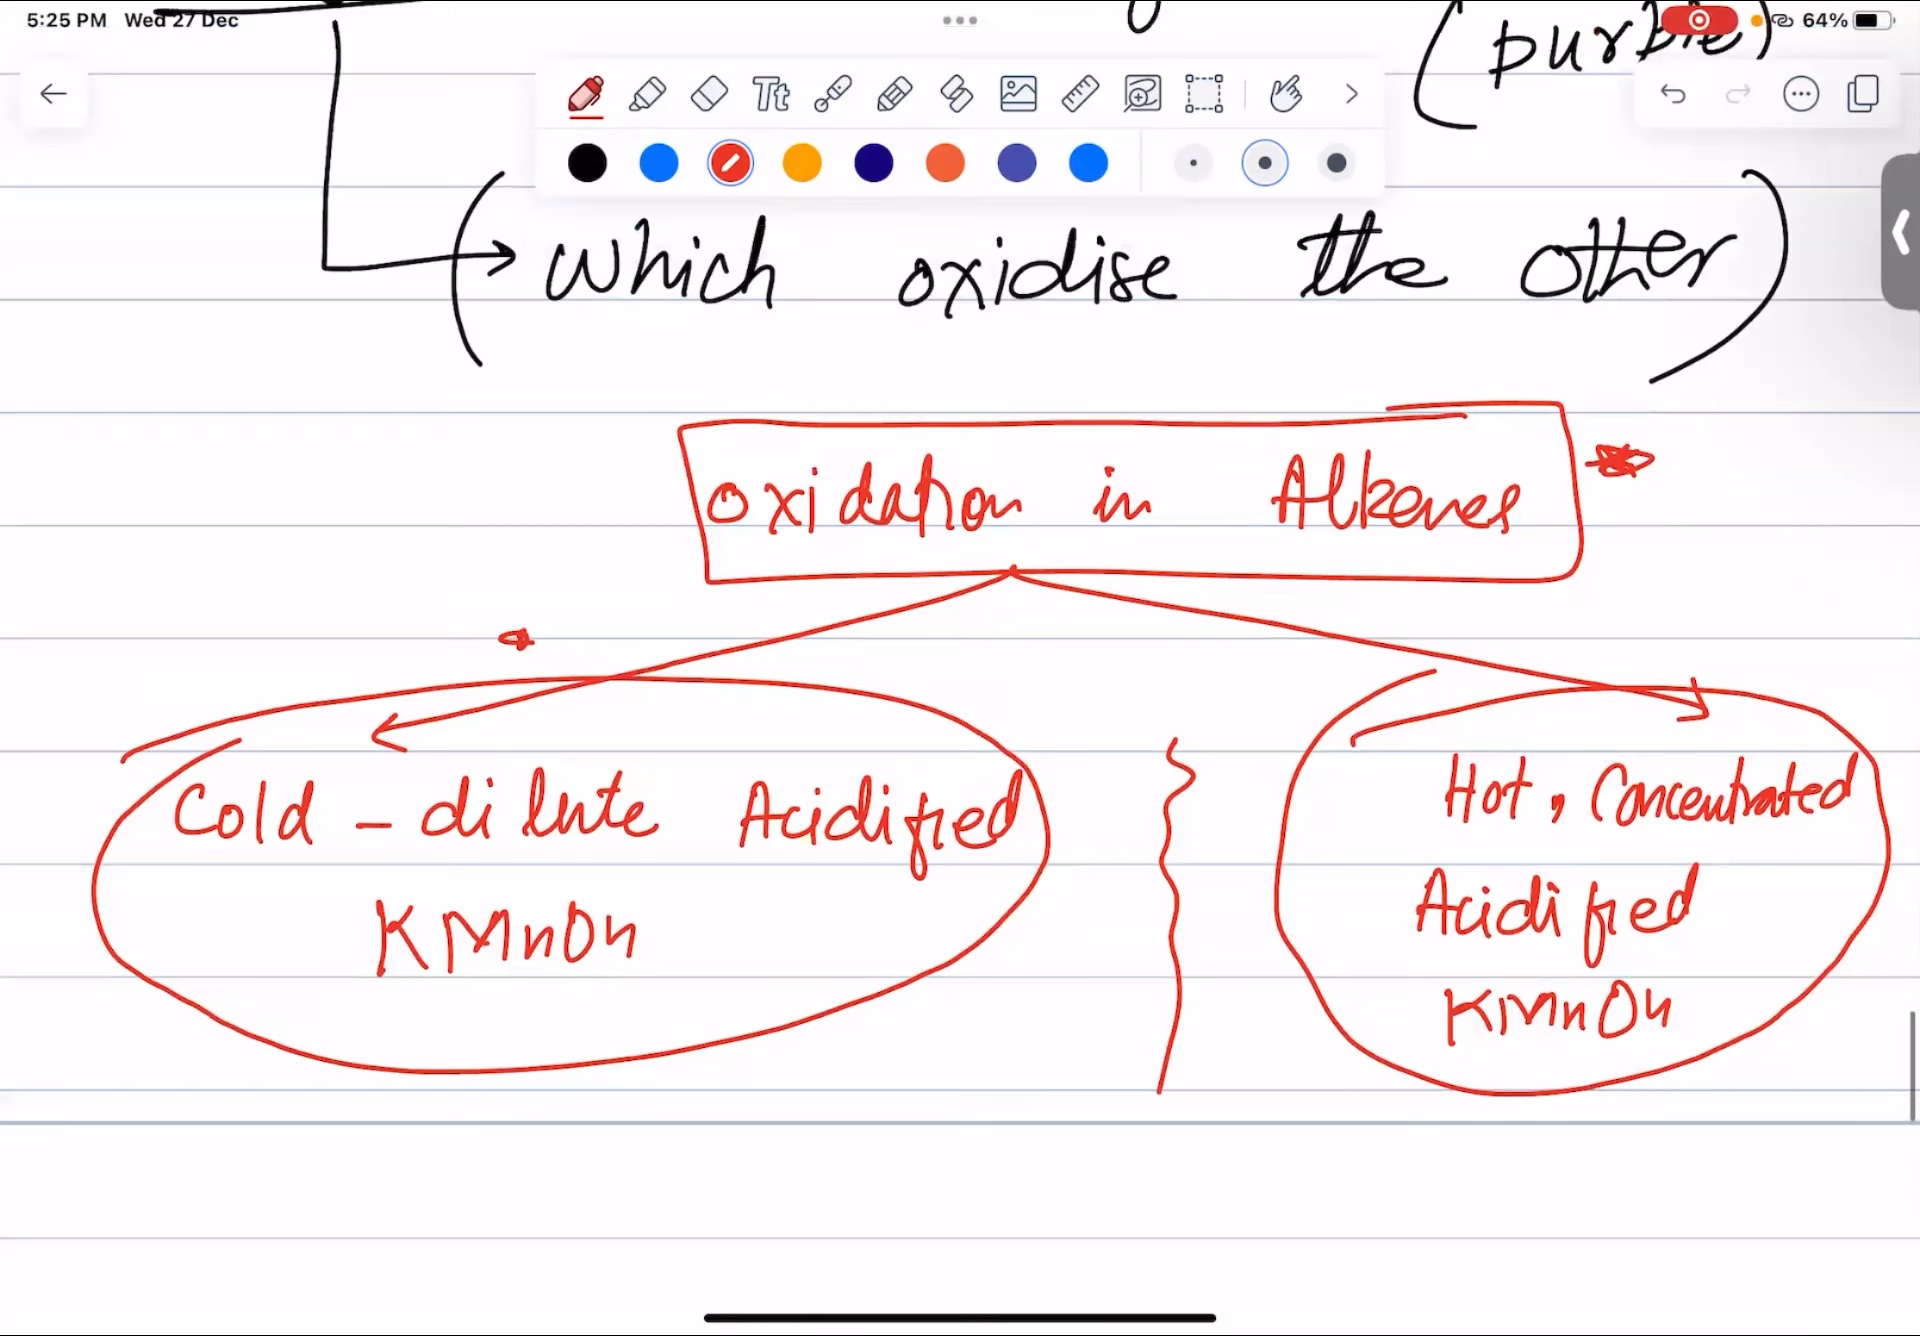 5:25 PM Wed 27 Dec
64%
(purple)
Tt
(which oxidise the other)
oxidation in Alkenes
Cold - dilute Acidified
KMnO4
Hot, Concentrated
Acidified
KMnO4